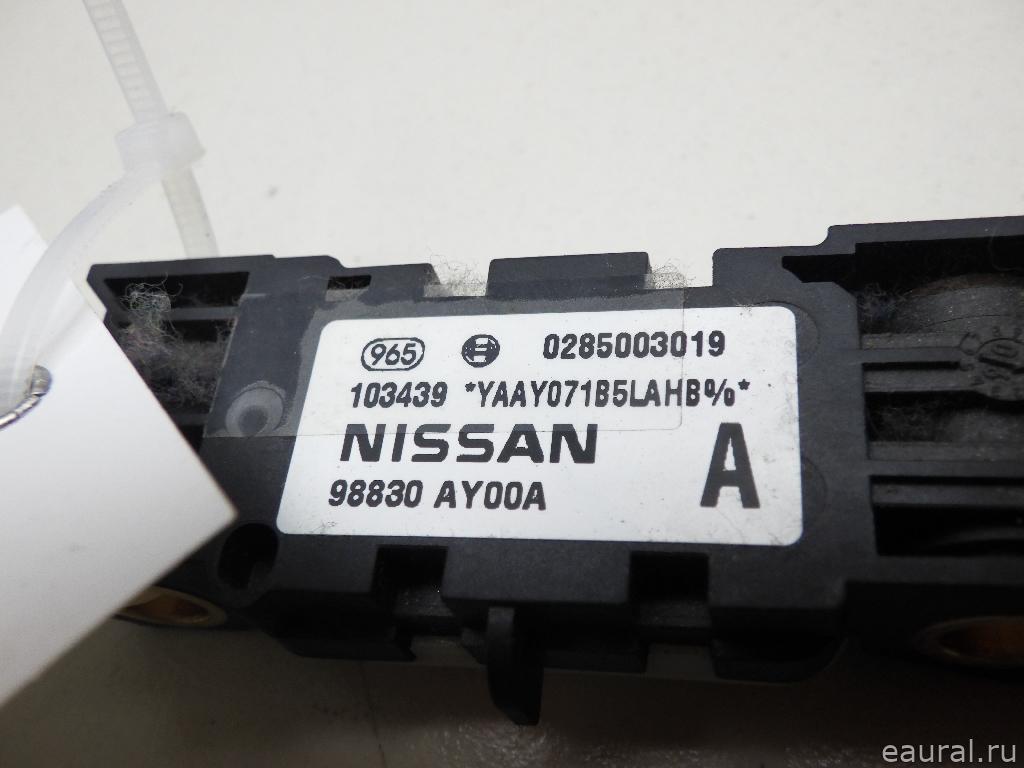 965 0285003019
103439 *YAAY071B5LAHB%*
NISSAN A
98830 AY00A
eaural.ru